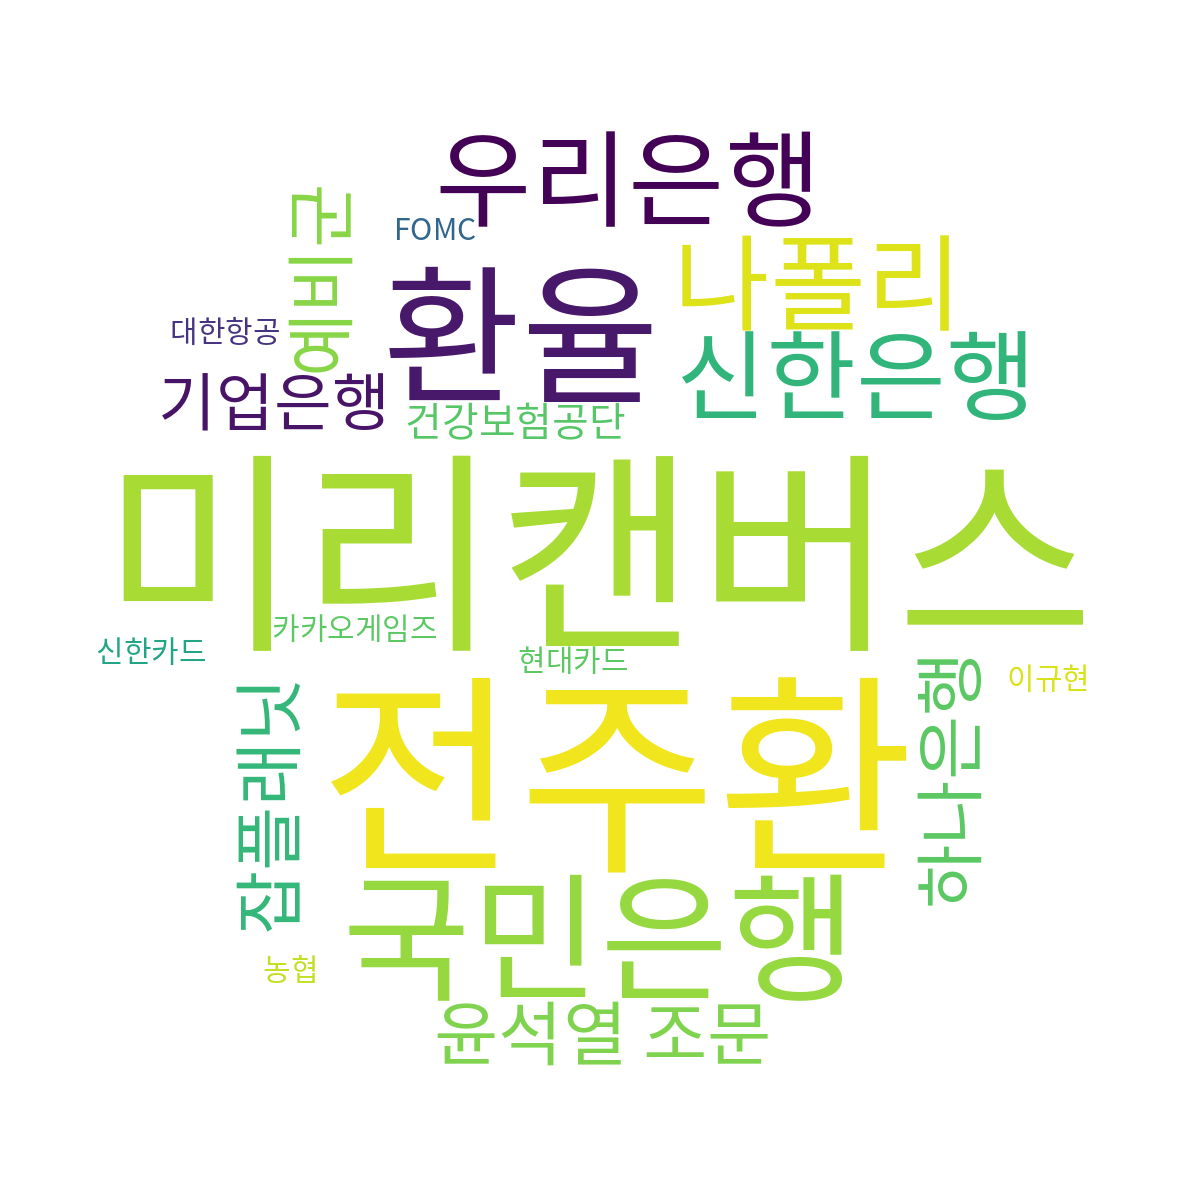 우리은행
예비군
FOMC
나폴리
환율
대한항공
신한은행
기업은행
건강보험공단
미리캔버스
카카오게임즈
신한카드
현대카드
이규현
하나은행
전주환
잡플래닛
국민은행
농협
윤석열 조문